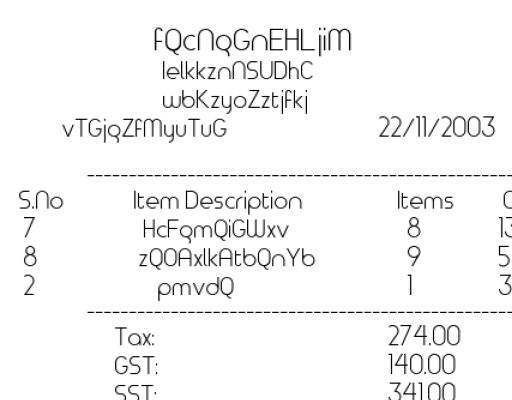 fQcNqGnEHLjiM
IelkkznNSUDhC
wbKzyoZztjfkj
vTGjqZfMyuTuG 22/11/2003
S.No Item Description Items
7 HcFqmQiGWxv 8
8 zQOAxlkAtbQnYb 9
2 pmvdQ 1
Tax: 274.00
GST: 140.00
SST: 341.00